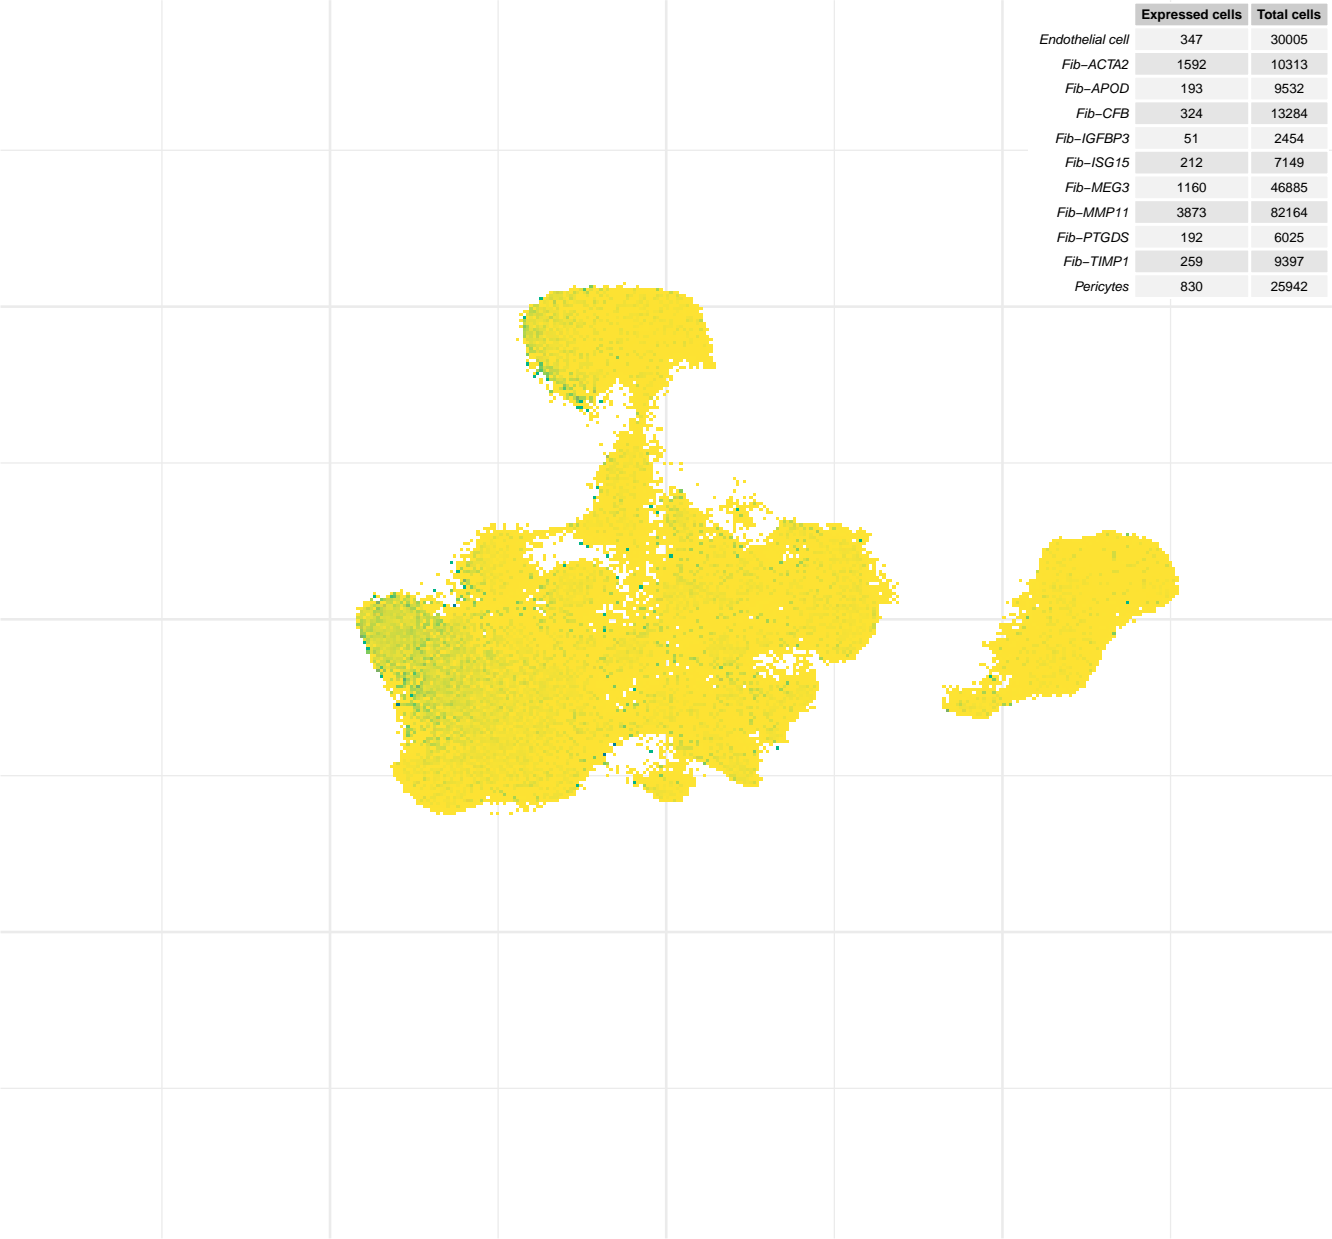 Expressed cells Total cells
Endothelial cell 347 30005
Fib−ACTA2 1592 10313
Fib−APOD 193 9532
Fib−CFB 324 13284
Fib−IGFBP3 51 2454
Fib−ISG15 212 7149
Fib−MEG3 1160 46885
Fib−MMP11 3873 82164
Fib−PTGDS 192 6025
Fib−TIMP1 259 9397
Pericytes 830 25942